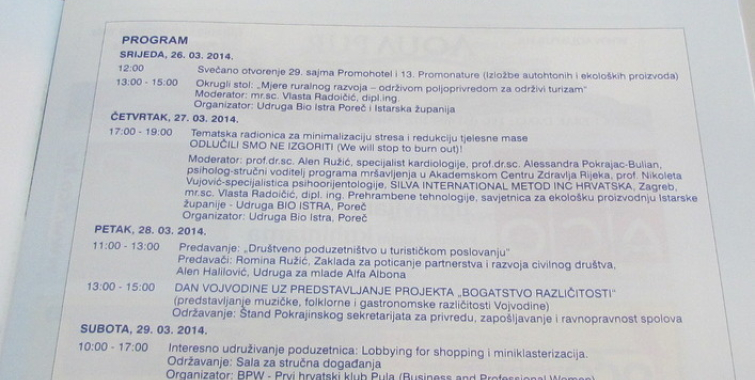 PROGRAM
SRIJEDA, 26. 03. 2014.
12:00 Svečano otvorenje 29. sajma Promohotel i 13. Promonature (Izložbe autohtonih i ekoloških proizvoda)
13:00 - 15:00 Okrugli stol: „Mjere ruralnog razvoja – održivom poljoprivredom za održivi turizam"
Moderator: mr.sc. Vlasta Radoičić, dipl.ing.
Organizator: Udruga Bio Istra Poreč i Istarska županija
ČETVRTAK, 27. 03. 2014.
17:00 - 19:00 Tematska radionica za minimalizaciju stresa i redukciju tjelesne mase
ODLUČILI SMO NE IZGORITI (We will stop to burn out)!
Moderator: prof.dr.sc. Alen Ružić, specijalist kardiologije, prof.dr.sc. Alessandra Pokrajac-Bulian,
psiholog-stručni voditelj programa mršavljenja u Akademskom Centru Zdravlja Rijeka, prof. Nikoleta
Vujović-specijalistica psihoorijentologije, SILVA INTERNATIONAL METOD INC HRVATSKA, Zagreb,
mr.sc. Vlasta Radoičić, dipl. ing. Prehrambene tehnologije, savjetnica za ekološku proizvodnju Istarske
županije - Udruga BIO ISTRA, Poreč
Organizator: Udruga Bio Istra, Poreč
PETAK, 28. 03. 2014.
11:00 - 13:00 Predavanje: „Društveno poduzetništvo u turističkom poslovanju"
Predavači: Romina Ružić, Zaklada za poticanje partnerstva i razvoja civilnog društva,
Alen Halilović, Udruga za mlade Alfa Albona
13:00 - 15:00 DAN VOJVODINE UZ PREDSTAVLJANJE PROJEKTA „BOGATSTVO RAZLIČITOSTI"
(predstavljanje muzičke, folklorne i gastronomske različitosti Vojvodine)
Održavanje: Štand Pokrajinskog sekretarijata za privredu, zapošljavanje i ravnopravnost spolova
SUBOTA, 29. 03. 2014.
10:00 - 17:00 Interesno udruživanje poduzetnica: Lobbying for shopping i miniklasterizacija.
Održavanje: Sala za stručna događanja
Organizator: BPW - Prvi hrvatski klub Pula (Business and Professional Women)